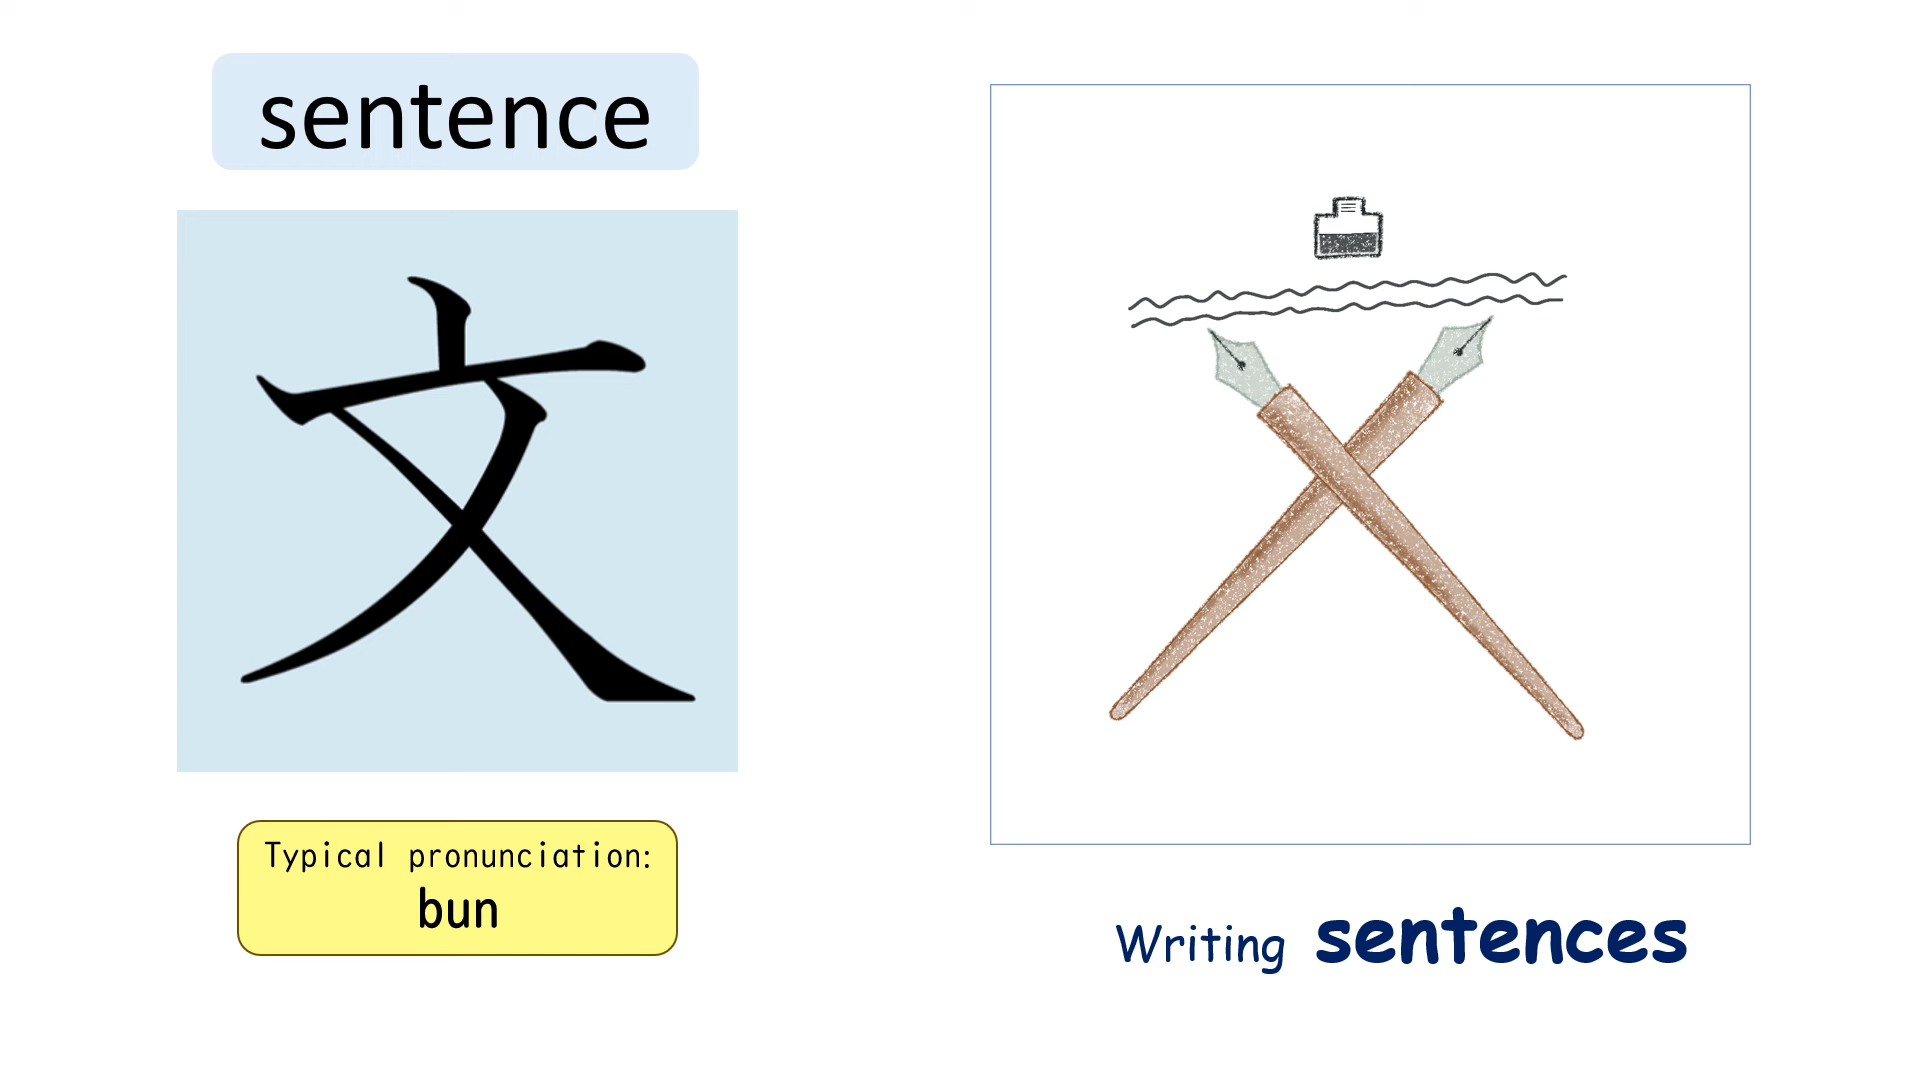 sentence
文
Typical pronunciation:
bun
Writing sentences